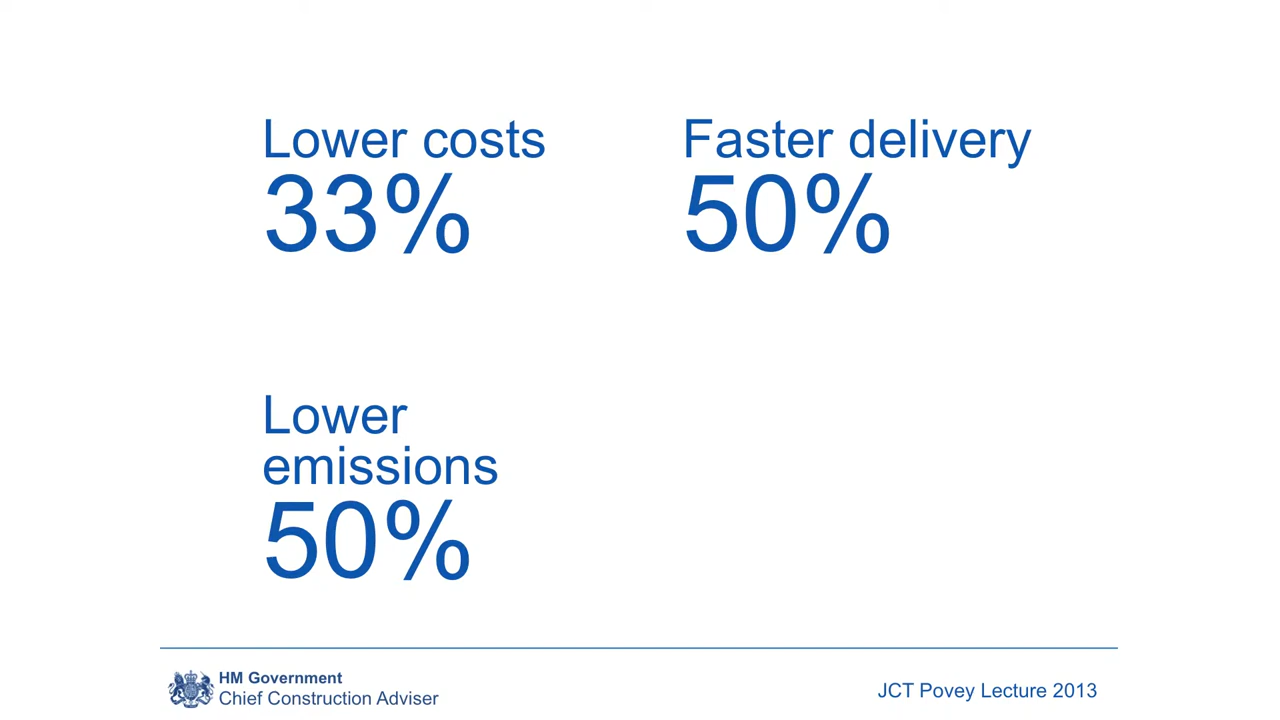 Lower costs
33%
Faster delivery
50%
Lower
emissions
50%
HM Government
Chief Construction Adviser
JCT Povey Lecture 2013